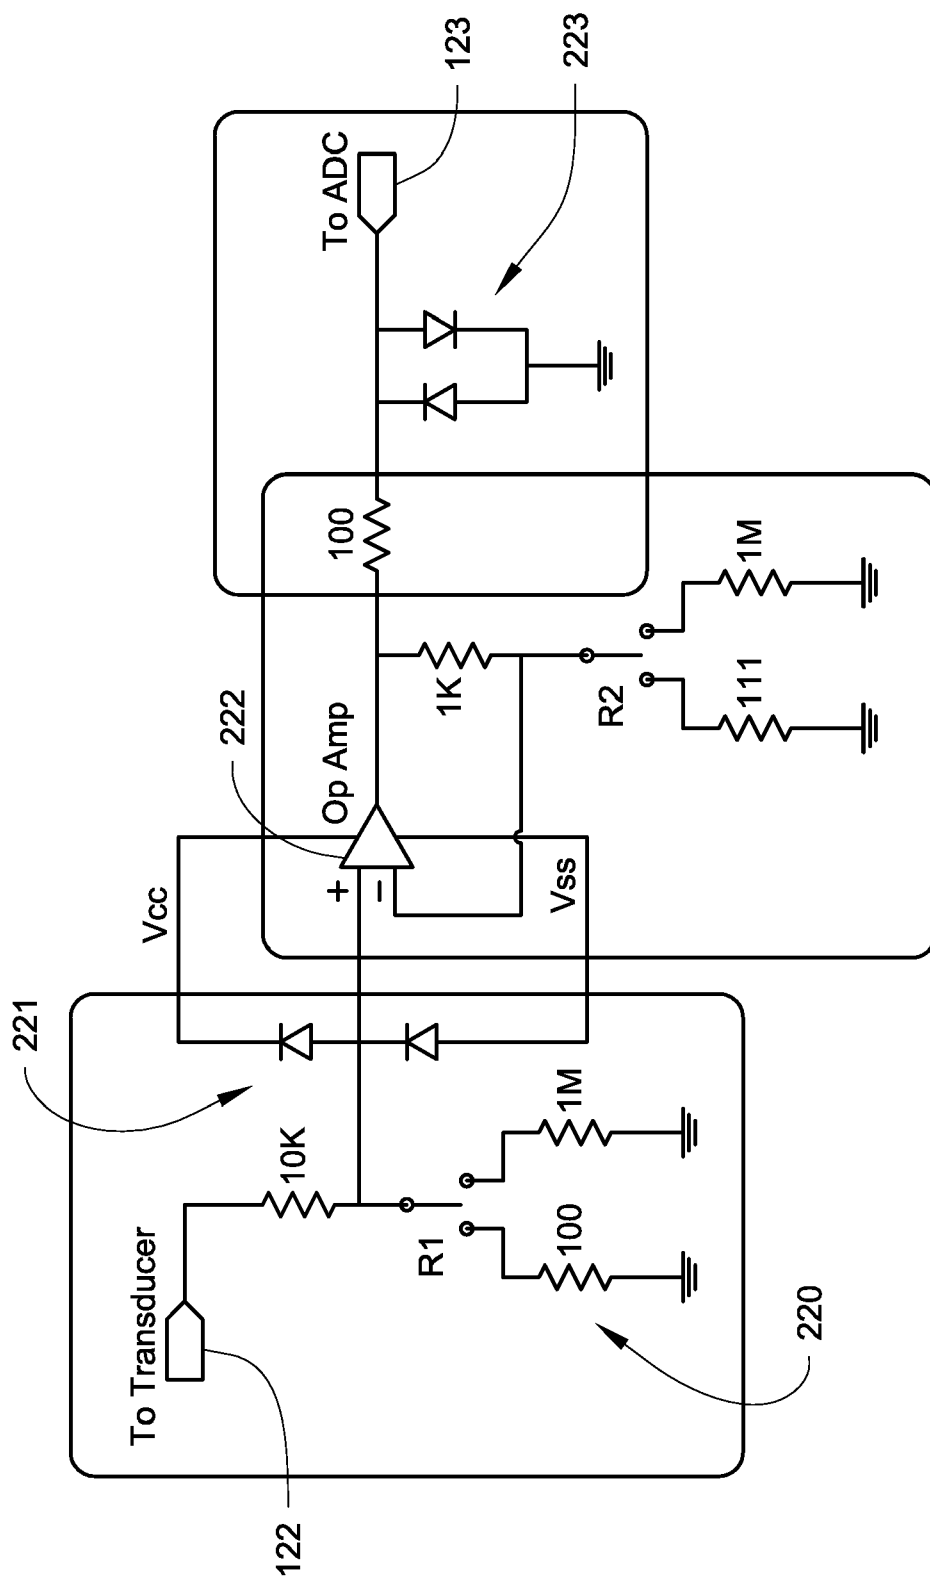 122
To Transducer
220
10K
R1
100
1M
221
Vcc
Vss
+
−
222
Op Amp
1K
R2
111
1M
100
To ADC
123
223